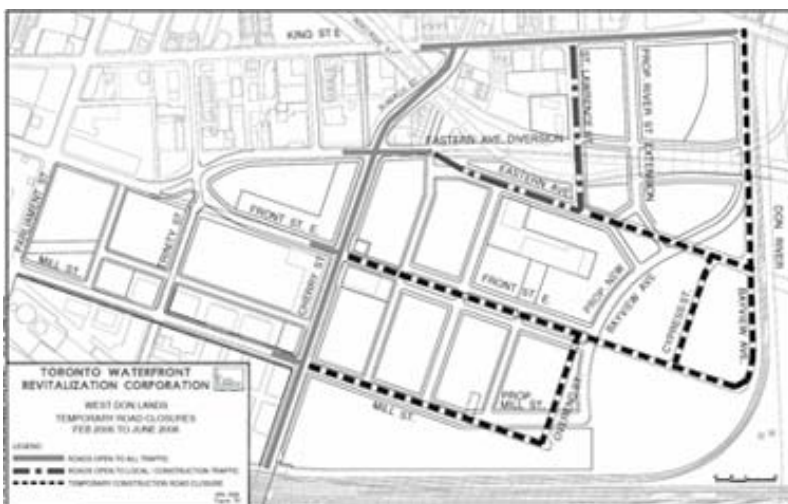 KING ST. E
ST. LAWRENCE ST.
PROP. RIVER ST. EXTENSION
EASTERN AVE. DIVERSION
EASTERN AVE.
PARLIAMENT ST.
TRINITY ST.
FRONT ST. E.
MILL ST.
CHERRY ST.
FRONT ST. E.
PROP. NEW
BAYVIEW AVE
CYPRESS ST.
BAYVIEW AVE.
DON RIVER
MILL ST.
PROP.
MILL ST.
OVEREND ST.
TORONTO WATERFRONT
REVITALIZATION CORPORATION
WEST DON LANDS
TEMPORARY ROAD CLOSURES
FEB 2006 TO JUNE 2006
LEGEND
ROADS OPEN TO ALL TRAFFIC
ROADS OPEN TO LOCAL / CONSTRUCTION TRAFFIC
TEMPORARY CONSTRUCTION ROAD CLOSURE